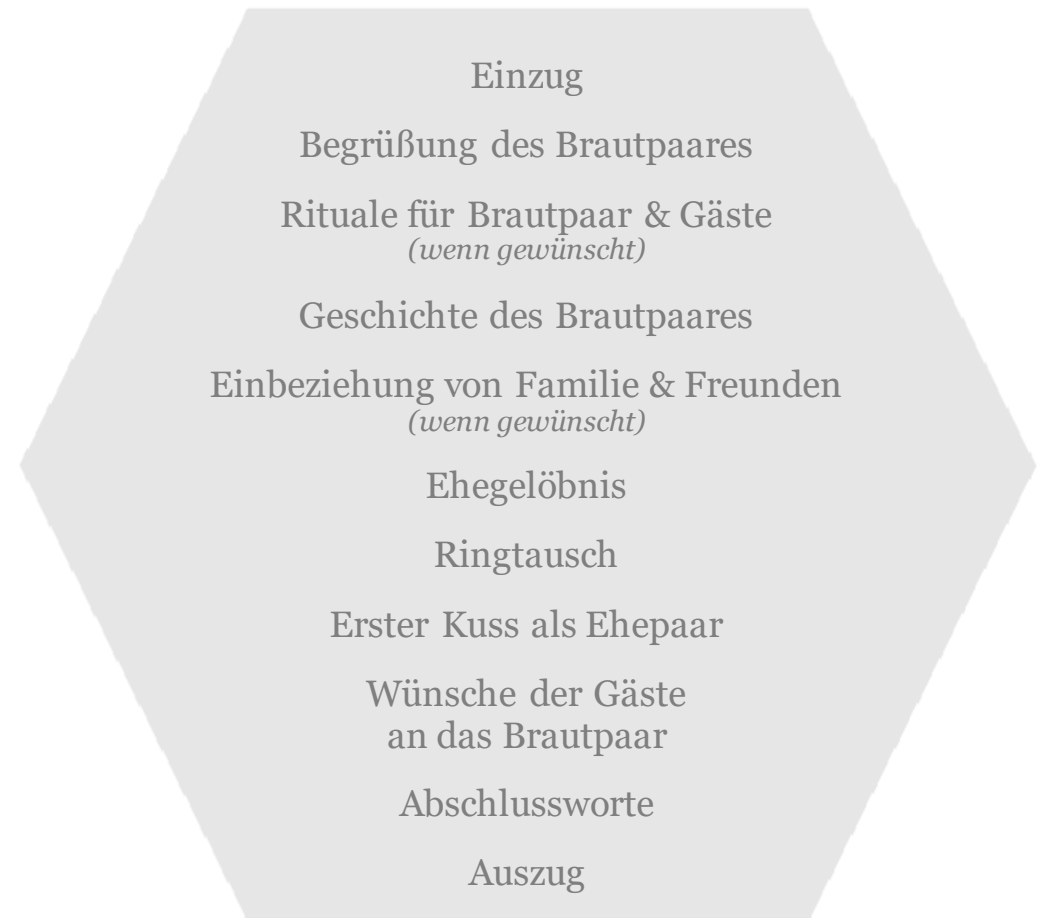 Einzug
Begrüßung des Brautpaares
Rituale für Brautpaar & Gäste
(wenn gewünscht)
Geschichte des Brautpaares
Einbeziehung von Familie & Freunden
(wenn gewünscht)
Ehegelöbnis
Ringtausch
Erster Kuss als Ehepaar
Wünsche der Gäste
an das Brautpaar
Abschlussworte
Auszug